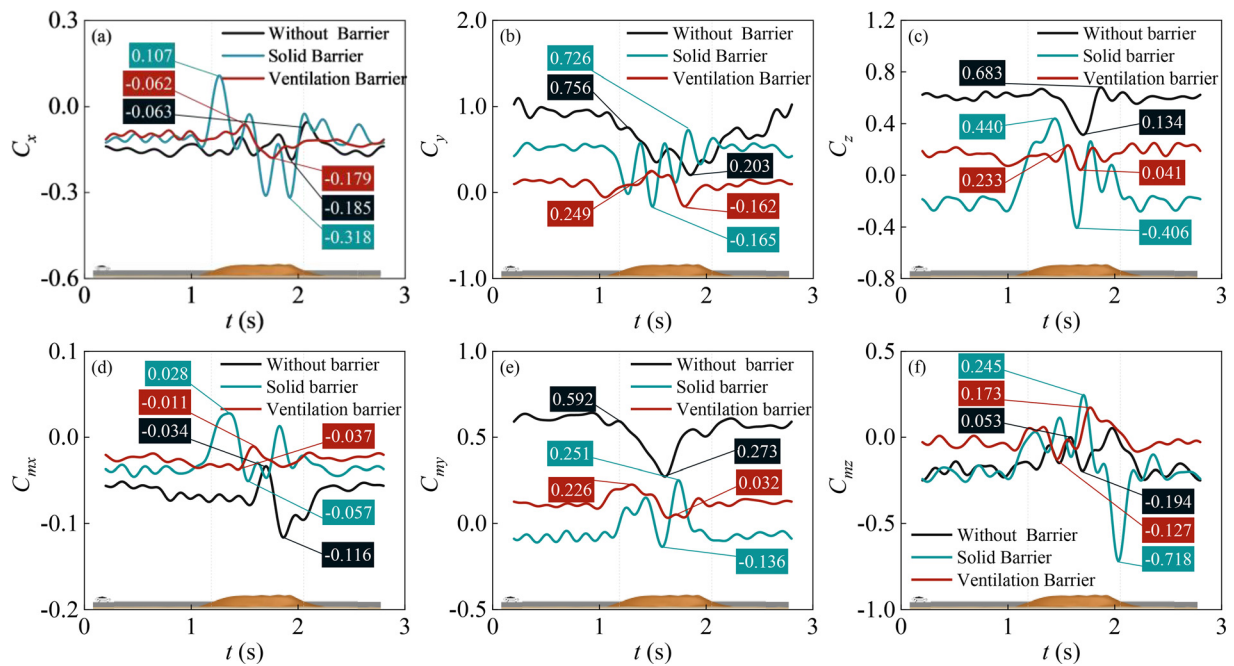 (a)
Without Barrier
Solid Barrier
Ventilation Barrier
0.107
-0.062
-0.063
-0.179
-0.185
-0.318
0.3
0.0
-0.3
-0.6
Cx
0 1 2 3
t (s)
(b)
Without Barrier
Solid Barrier
Ventilation Barrier
0.726
0.756
0.203
0.249
-0.162
-0.165
2.0
1.0
0.0
-1.0
Cy
0 1 2 3
t (s)
(c)
Without barrier
Solid barrier
Ventilation Barrier
0.683
0.440
0.134
0.233
0.041
-0.406
1.2
0.8
0.4
0.0
-0.4
-0.8
Cz
0 1 2 3
t (s)
(d)
Without barrier
Solid barrier
Ventilation barrier
0.028
-0.011
-0.034
-0.037
-0.057
-0.116
0.1
0.0
-0.1
-0.2
Cmx
0 1 2 3
t (s)
(e)
Without barrier
Solid barrier
Ventilation barrier
0.592
0.251
0.273
0.226
0.032
-0.136
1.0
0.5
0.0
-0.5
Cmy
0 1 2 3
t (s)
(f)
0.245
0.173
0.053
-0.194
-0.127
-0.718
Without Barrier
Solid Barrier
Ventilation Barrier
0.5
0.0
-0.5
-1.0
Cmz
0 1 2 3
t (s)